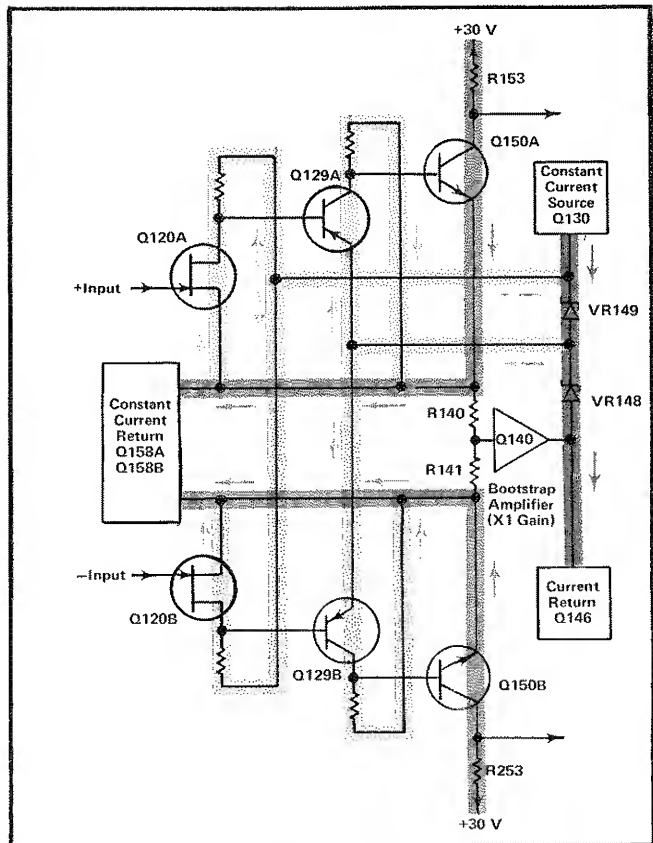 +30 V
R153
Q150A
Q129A
Constant
Current
Source
Q130
Q120A
+Input
VR149
Constant
Current
Return
Q158A
Q158B
R140
VR148
Q140
R141
Bootstrap
Amplifier
(X1 Gain)
−Input
Q120B
Current
Return
Q146
Q129B
Q150B
R253
+30 V